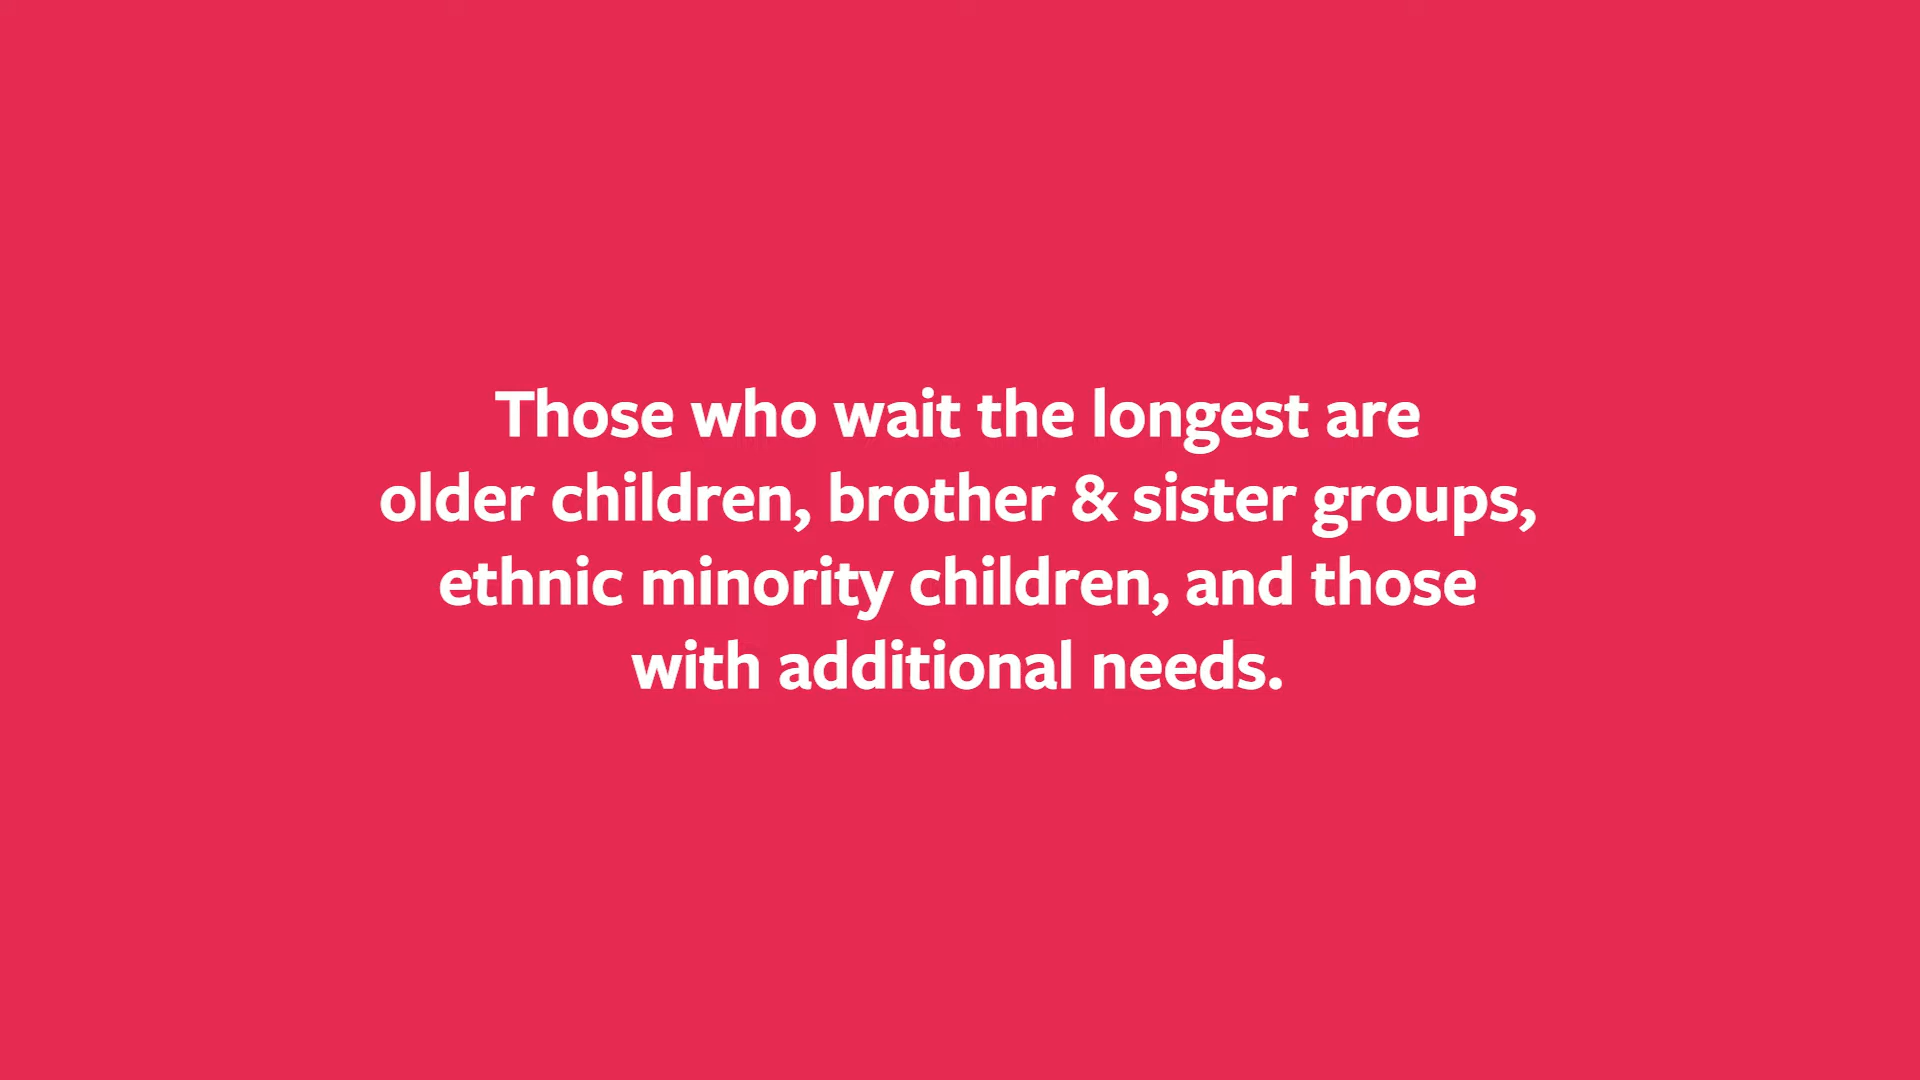 Those who wait the longest are
older children, brother & sister groups,
ethnic minority children, and those
with additional needs.